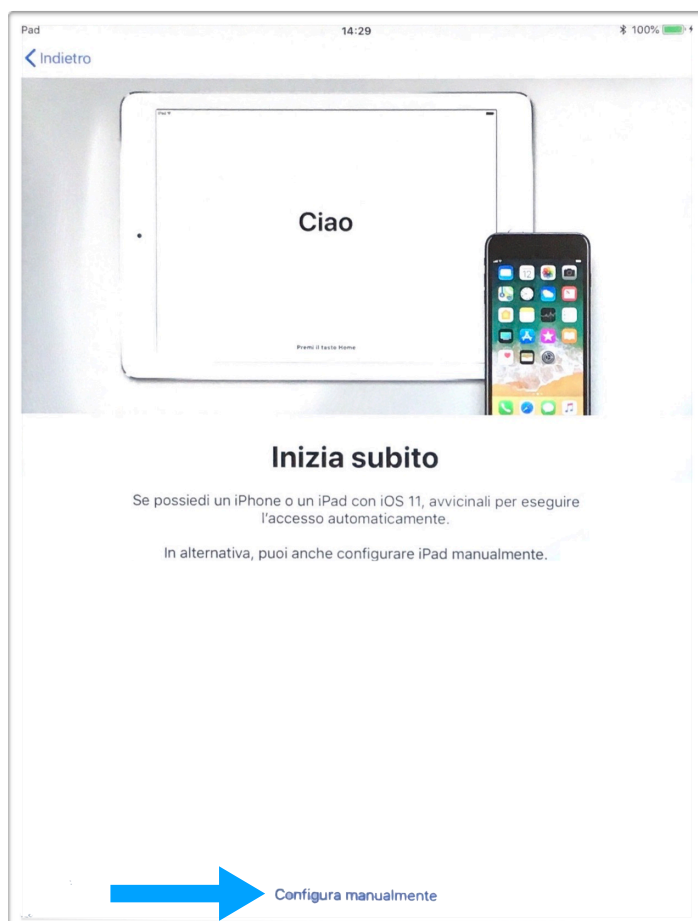 Pad
14:29
100%
Indietro
Ciao
Premi il tasto Home
Inizia subito
Se possiedi un iPhone o un iPad con iOS 11, avvicinali per eseguire
l'accesso automaticamente.
In alternativa, puoi anche configurare iPad manualmente.
Configura manualmente